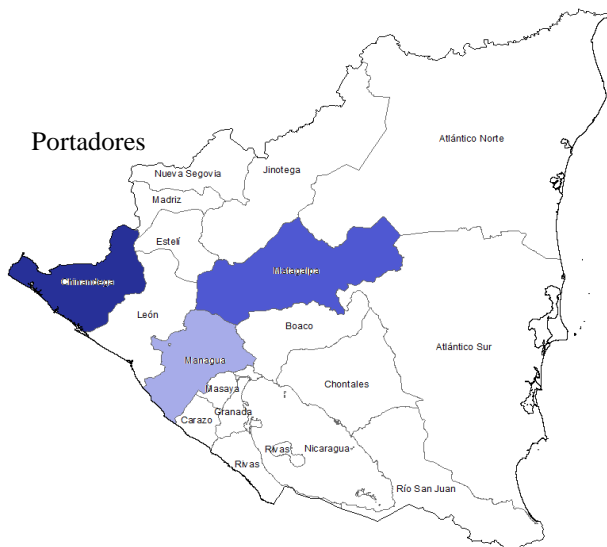 Portadores
Atlántico Norte
Nueva Segovia
Jinotega
Madriz
Estelí
Chinandega
Matagalpa
León
Boaco
Atlántico Sur
Managua
Masaya
Chontales
Granada
Carazo
Rivas
Nicaragua
Rivas
Río San Juan